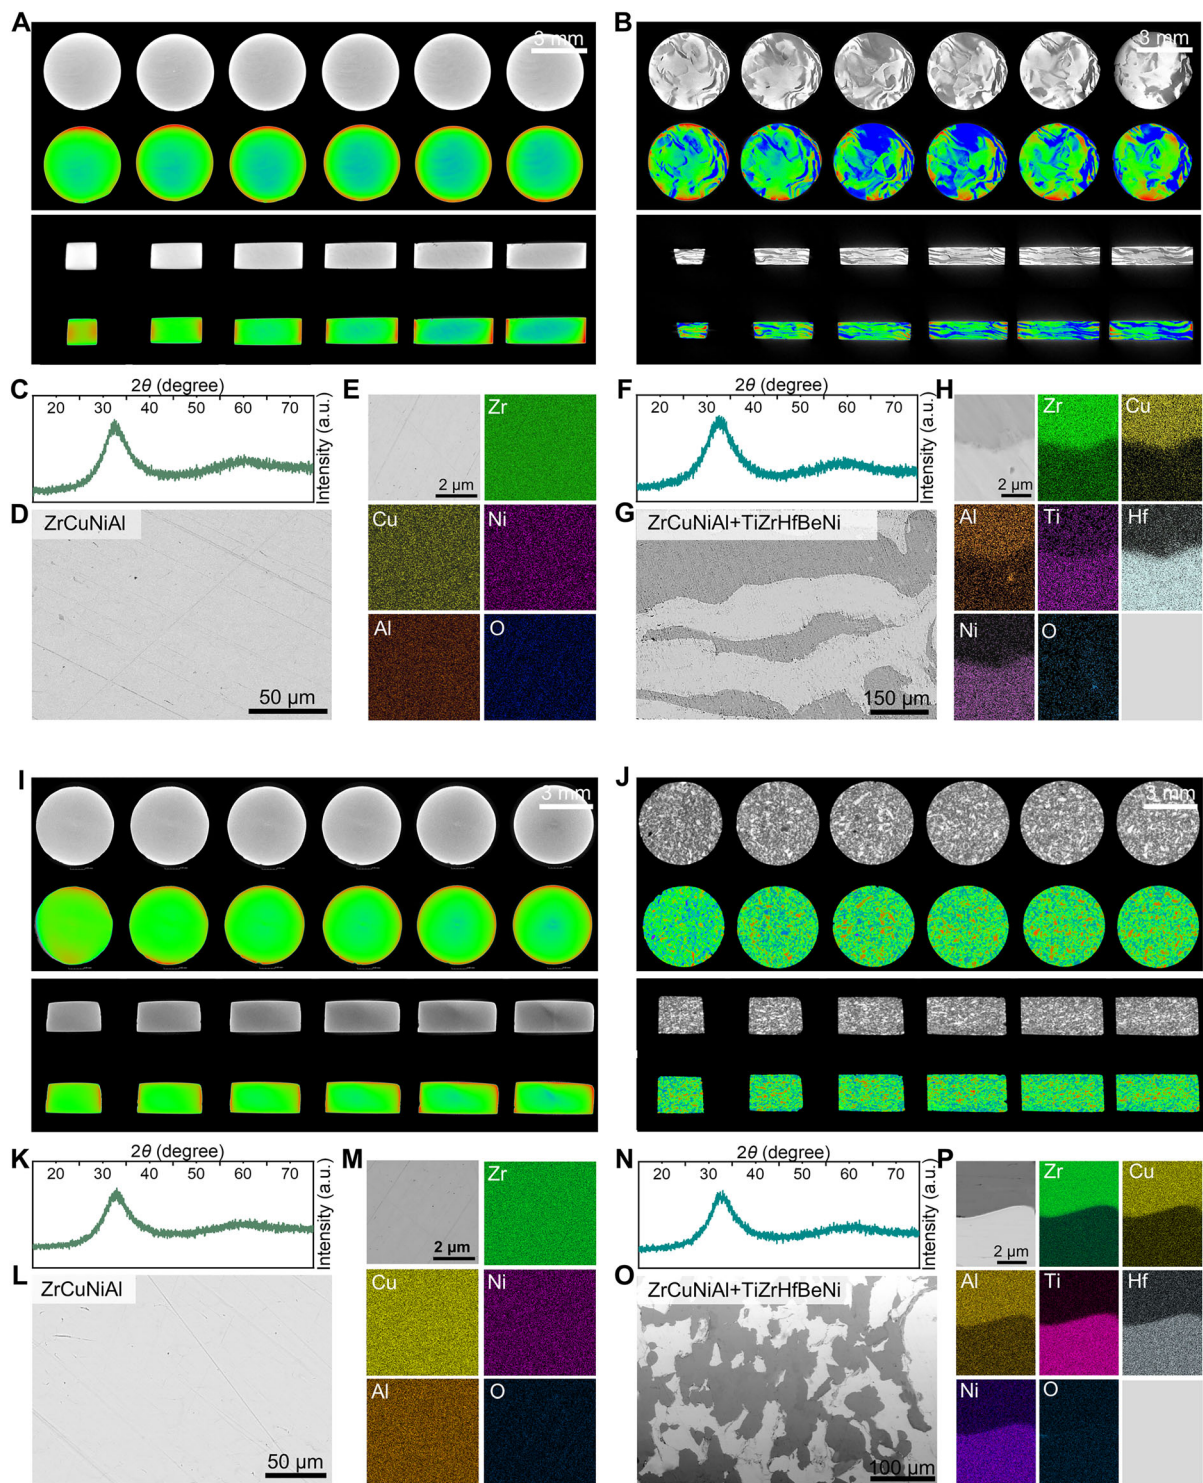 A
3 mm
B
3 mm
C
2θ (degree)
20 30 40 50 60 70
Intensity (a.u.)
D
ZrCuNiAl
50 μm
E
2 μm
Zr
Cu
Ni
Al
O
F
2θ (degree)
20 30 40 50 60 70
Intensity (a.u.)
G
ZrCuNiAl+TiZrHfBeNi
150 μm
H
2 μm
Zr
Cu
Al
Ti
Hf
Ni
O
I
3 mm
J
3 mm
K
2θ (degree)
20 30 40 50 60 70
Intensity (a.u.)
L
ZrCuNiAl
50 μm
M
2 μm
Zr
Cu
Ni
Al
O
N
2θ (degree)
20 30 40 50 60 70
Intensity (a.u.)
O
ZrCuNiAl+TiZrHfBeNi
100 μm
P
2 μm
Zr
Cu
Al
Ti
Hf
Ni
O